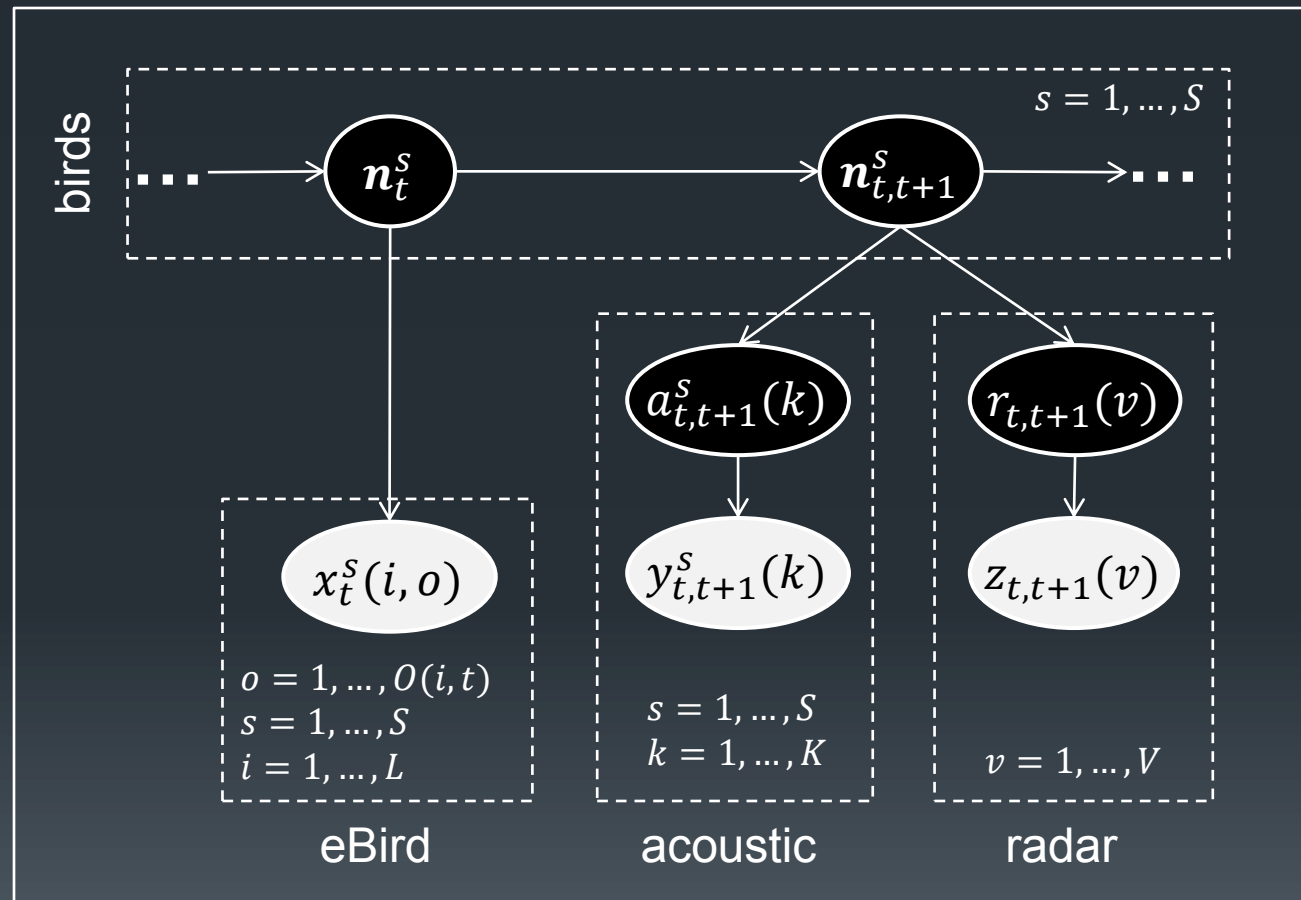 birds
s = 1, ..., S
... 𝒏_t^s 𝒏_{t,t+1}^s ...
a_{t,t+1}^s(k) r_{t,t+1}(v)
x_t^s(i, o) y_{t,t+1}^s(k) z_{t,t+1}(v)
o = 1, ..., O(i, t)
s = 1, ..., S
i = 1, ..., L
s = 1, ..., S
k = 1, ..., K
v = 1, ..., V
eBird acoustic radar